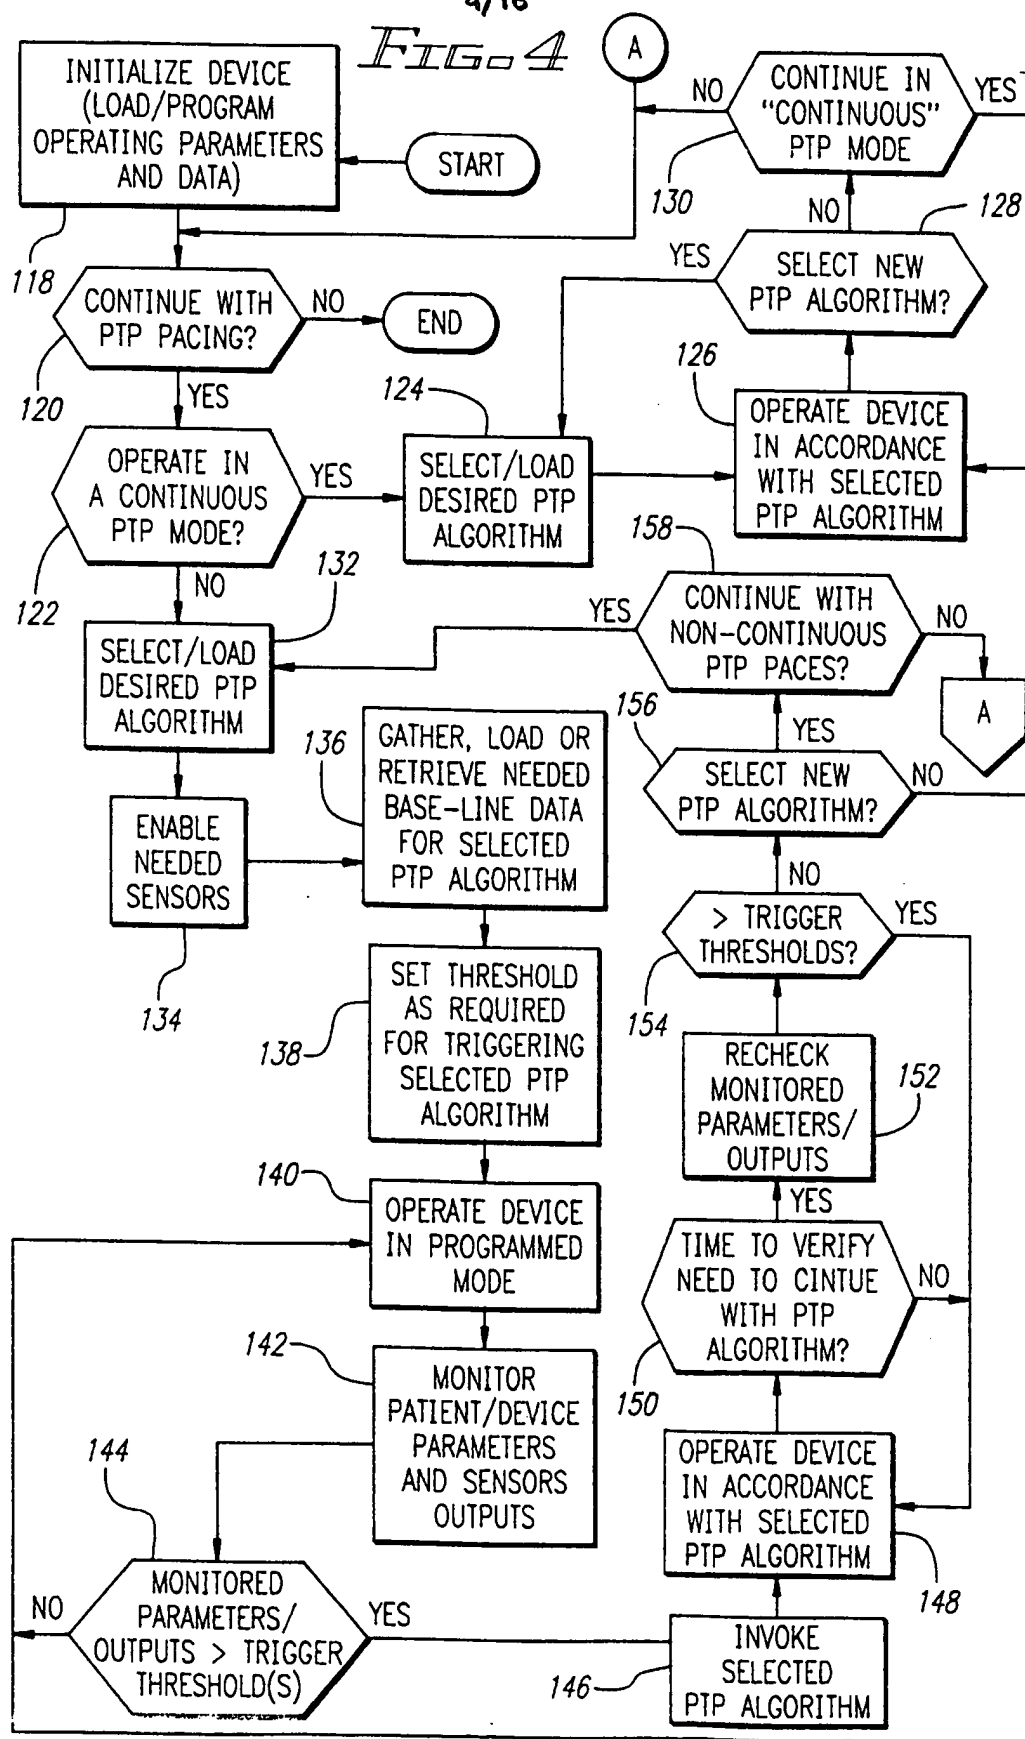 4/16
FIG. 4
A
INITIALIZE DEVICE
(LOAD/PROGRAM
OPERATING PARAMETERS
AND DATA)
START
118
CONTINUE IN
"CONTINUOUS"
PTP MODE
NO
YES
130
NO
128
SELECT NEW
PTP ALGORITHM?
YES
CONTINUE WITH
PTP PACING?
NO
END
120
YES
124
126
OPERATE DEVICE
IN ACCORDANCE
WITH SELECTED
PTP ALGORITHM
OPERATE IN
A CONTINUOUS
PTP MODE?
YES
SELECT/LOAD
DESIRED PTP
ALGORITHM
122
NO
132
158
CONTINUE WITH
NON-CONTINUOUS
PTP PACES?
YES
NO
A
SELECT/LOAD
DESIRED PTP
ALGORITHM
156
YES
SELECT NEW
PTP ALGORITHM?
NO
136
GATHER, LOAD OR
RETRIEVE NEEDED
BASE-LINE DATA
FOR SELECTED
PTP ALGORITHM
ENABLE
NEEDED
SENSORS
134
NO
> TRIGGER
THRESHOLDS?
YES
154
SET THRESHOLD
AS REQUIRED
FOR TRIGGERING
SELECTED PTP
ALGORITHM
138
RECHECK
MONITORED
PARAMETERS/
OUTPUTS
152
140
OPERATE DEVICE
IN PROGRAMMED
MODE
YES
TIME TO VERIFY
NEED TO CINTUE
WITH PTP
ALGORITHM?
NO
150
142
MONITOR
PATIENT/DEVICE
PARAMETERS
AND SENSORS
OUTPUTS
OPERATE DEVICE
IN ACCORDANCE
WITH SELECTED
PTP ALGORITHM
148
144
MONITORED
PARAMETERS/
OUTPUTS > TRIGGER
THRESHOLD(S)
NO
YES
INVOKE
SELECTED
PTP ALGORITHM
146